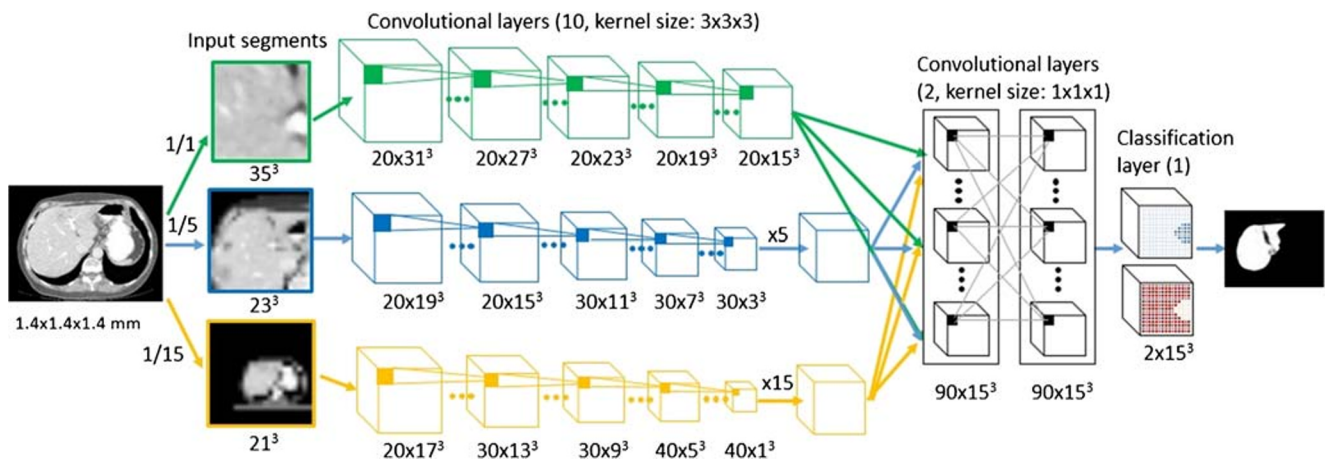 Convolutional layers (10, kernel size: 3x3x3)
Input segments
1/1
35³
20x31³ 20x27³ 20x23³ 20x19³ 20x15³
Convolutional layers
(2, kernel size: 1x1x1)
Classification
layer (1)
1/5
23³
x5
20x19³ 20x15³ 30x11³ 30x7³ 30x3³
1.4x1.4x1.4 mm
1/15
21³
x15
20x17³ 30x13³ 30x9³ 40x5³ 40x1³
90x15³ 90x15³
2x15³